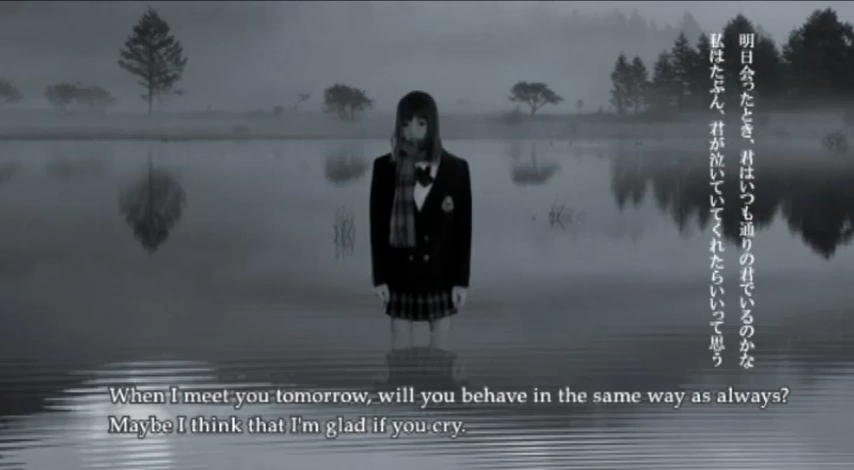 明日会ったとき、君はいつも通りの君でいるのかな
私はたぶん、君が泣いていてくれたらいいって思う
When I meet you tomorrow, will you behave in the same way as always?
Maybe I think that I'm glad if you cry.